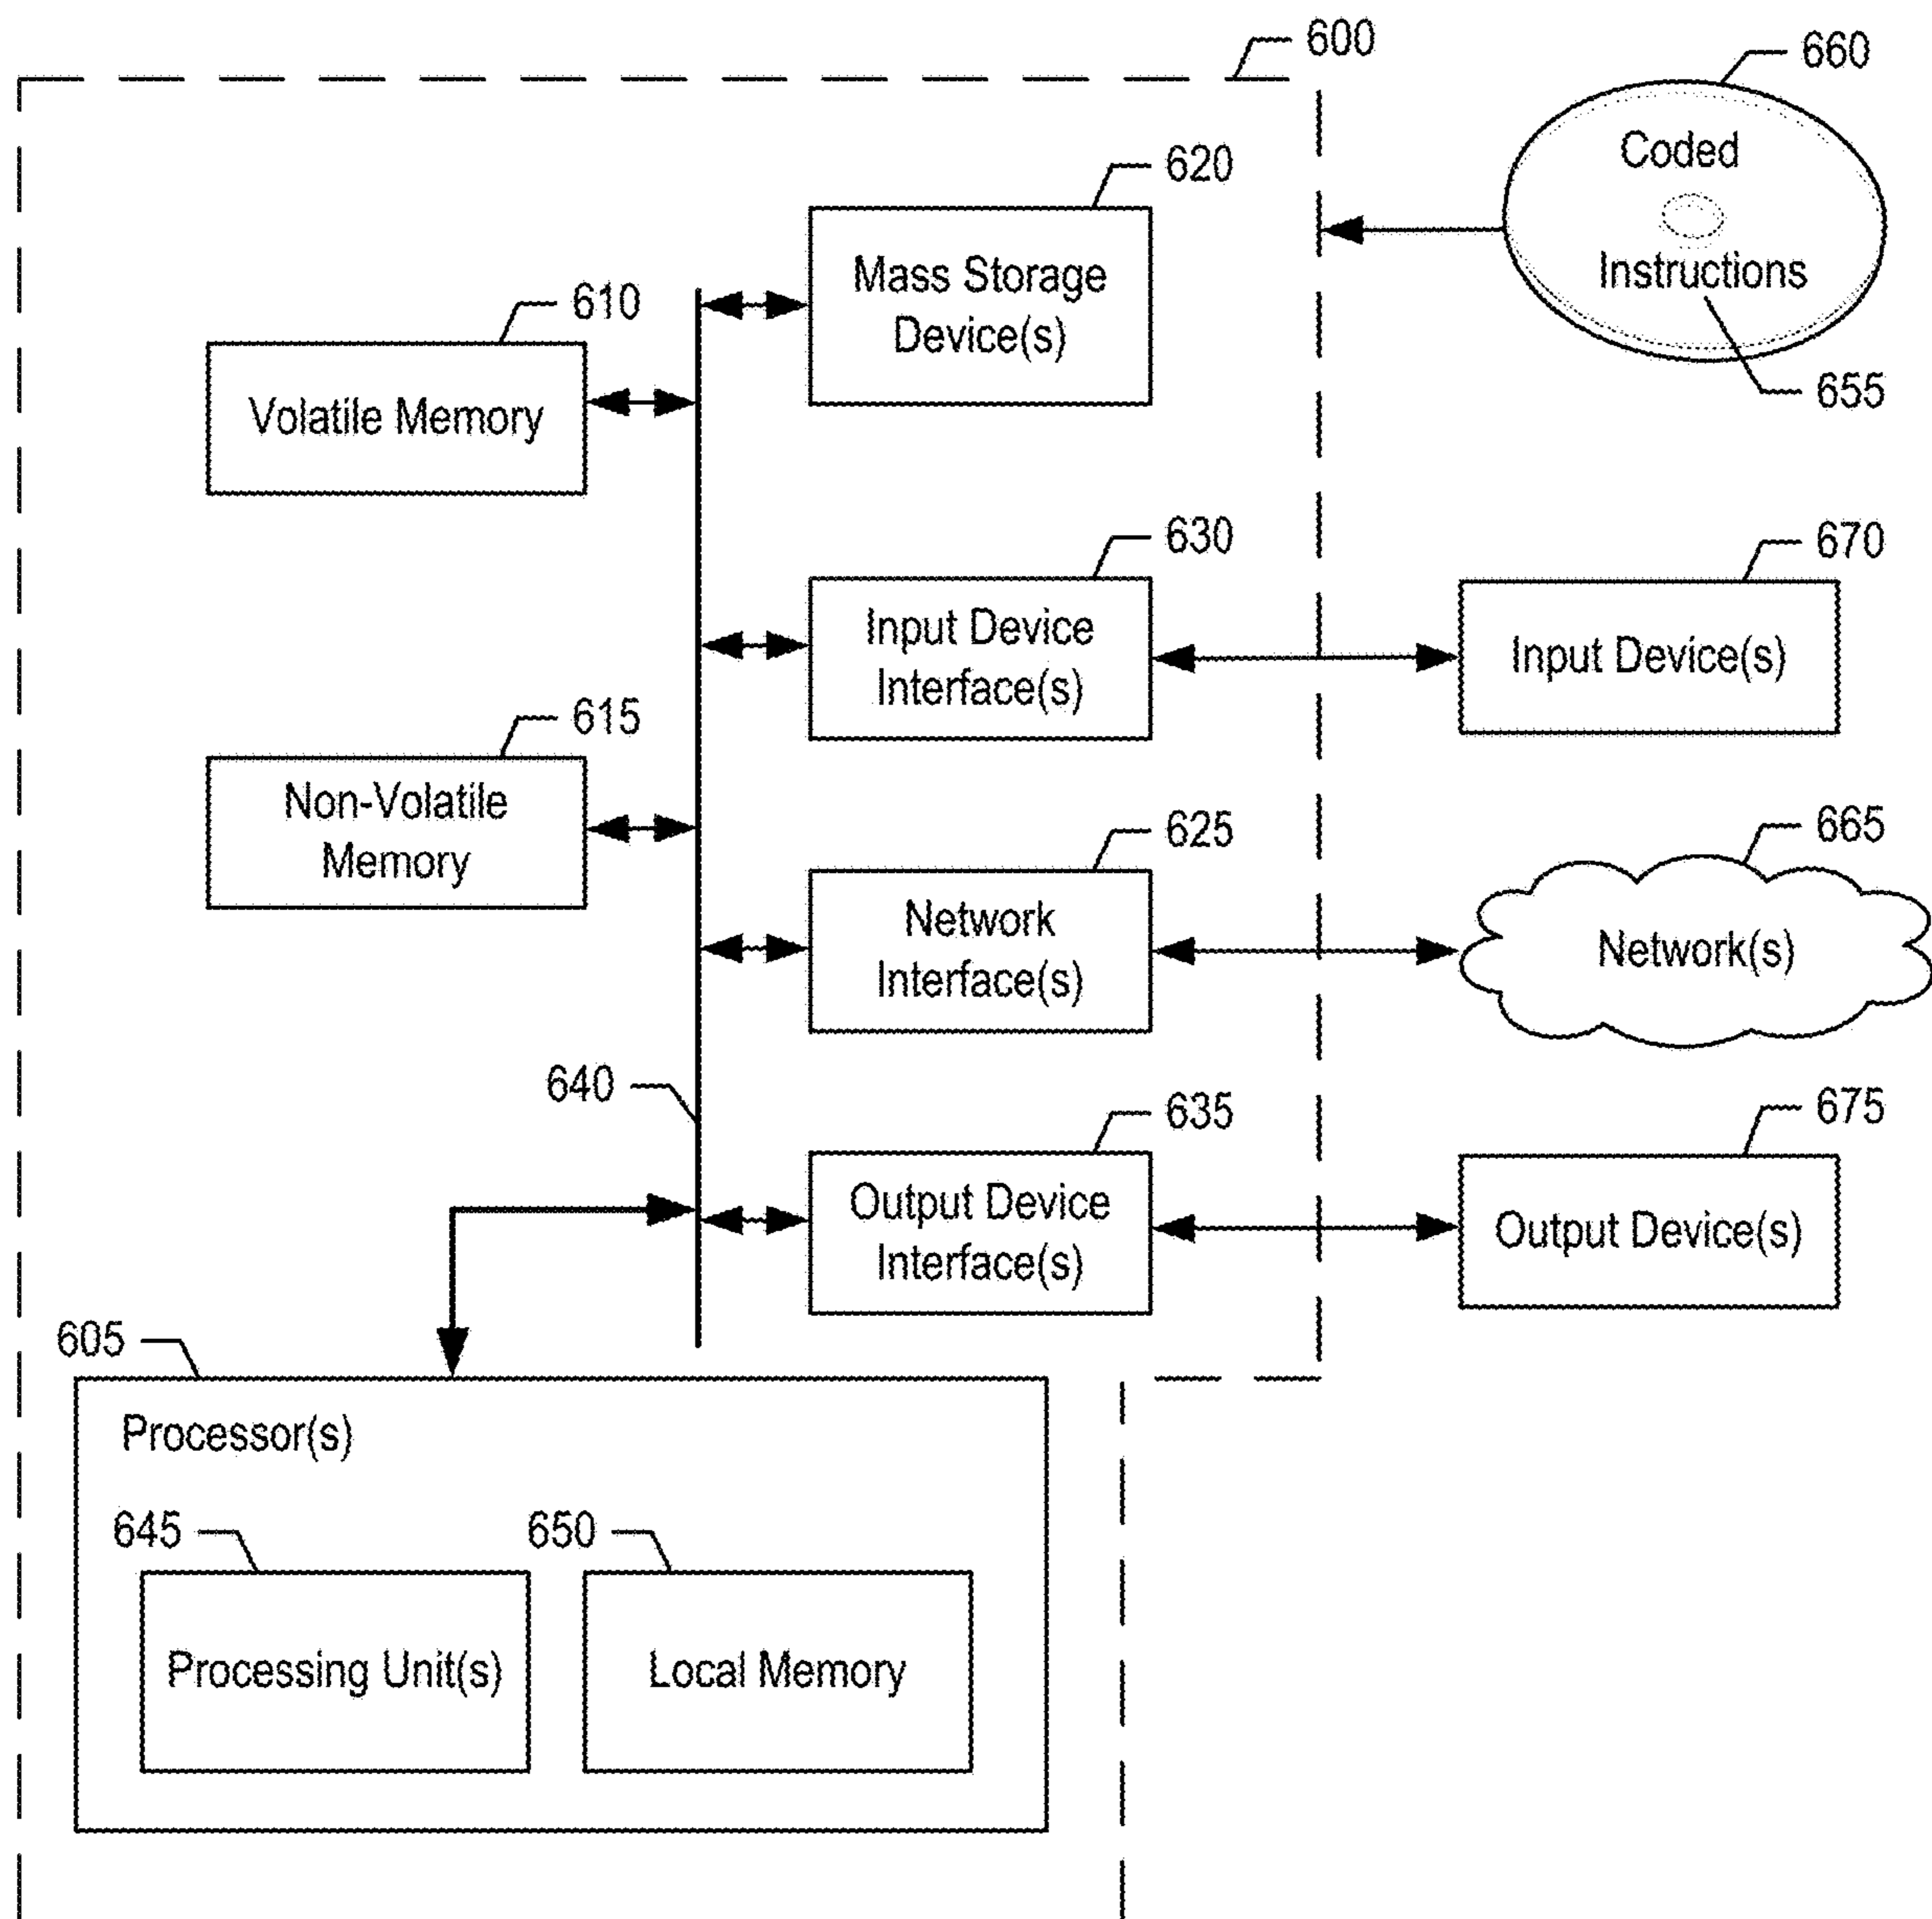 600
660
Coded
Instructions
655
620
Mass Storage
Device(s)
610
Volatile Memory
630
Input Device
Interface(s)
670
Input Device(s)
615
Non-Volatile
Memory
625
Network
Interface(s)
665
Network(s)
640
635
Output Device
Interface(s)
675
Output Device(s)
605
Processor(s)
645
Processing Unit(s)
650
Local Memory